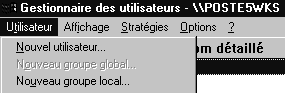 Gestionnaire des utilisateurs - \\POSTE5WKS
Utilisateur Affichage Stratégies Options ?
Nouvel utilisateur...
om détaillé
Nouveau groupe global...
Nouveau groupe local...